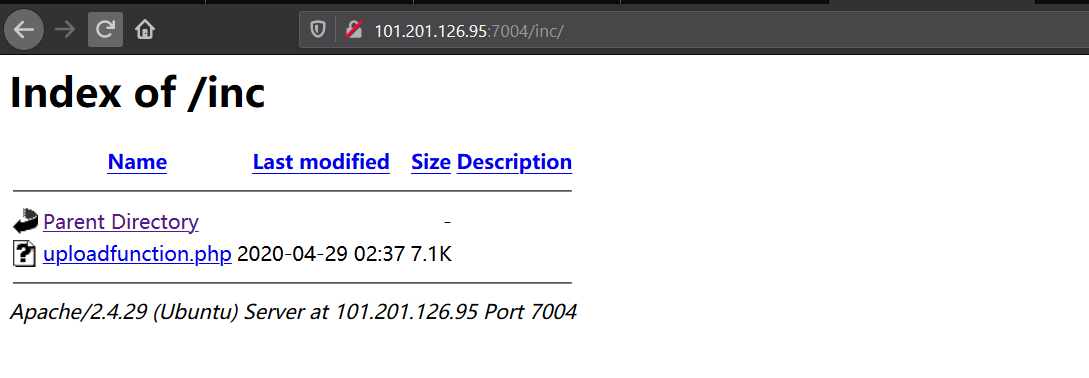 101.201.126.95:7004/inc/
Index of /inc
Name Last modified Size Description
Parent Directory -
uploadfunction.php 2020-04-29 02:37 7.1K
Apache/2.4.29 (Ubuntu) Server at 101.201.126.95 Port 7004